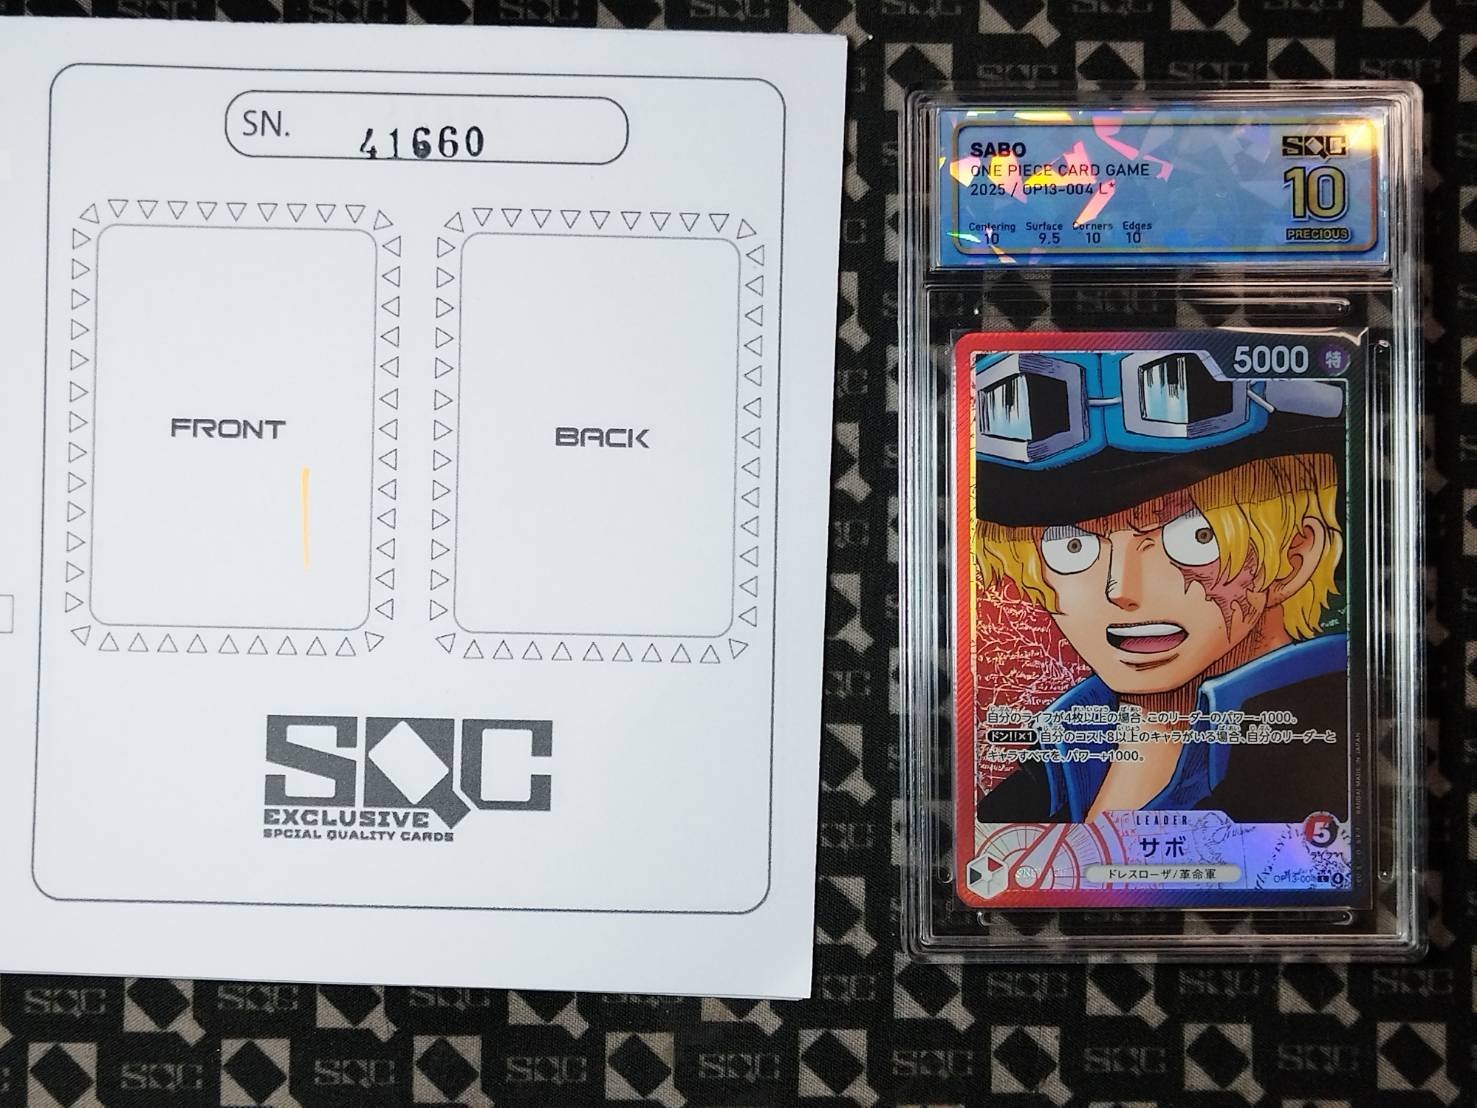 SN. 41660
FRONT
BACK
SQC
EXCLUSIVE
SPCIAL QUALITY CARDS
SABO
ONE PIECE CARD GAME
2025 / OP13-004 L*
Centering Surface Corners Edges
10 9.5 10 10
SQC
10
PRECIOUS
5000 特
自分のライフが4枚以上の場合、このリーダーのパワー-1000。
ドン!!×1 自分のコスト8以上のキャラがいる場合、自分のリーダーと
キャラすべてを、パワー+1000。
LEADER
サボ
5
ライフ
ドレスローザ/革命軍
OP13-004 L